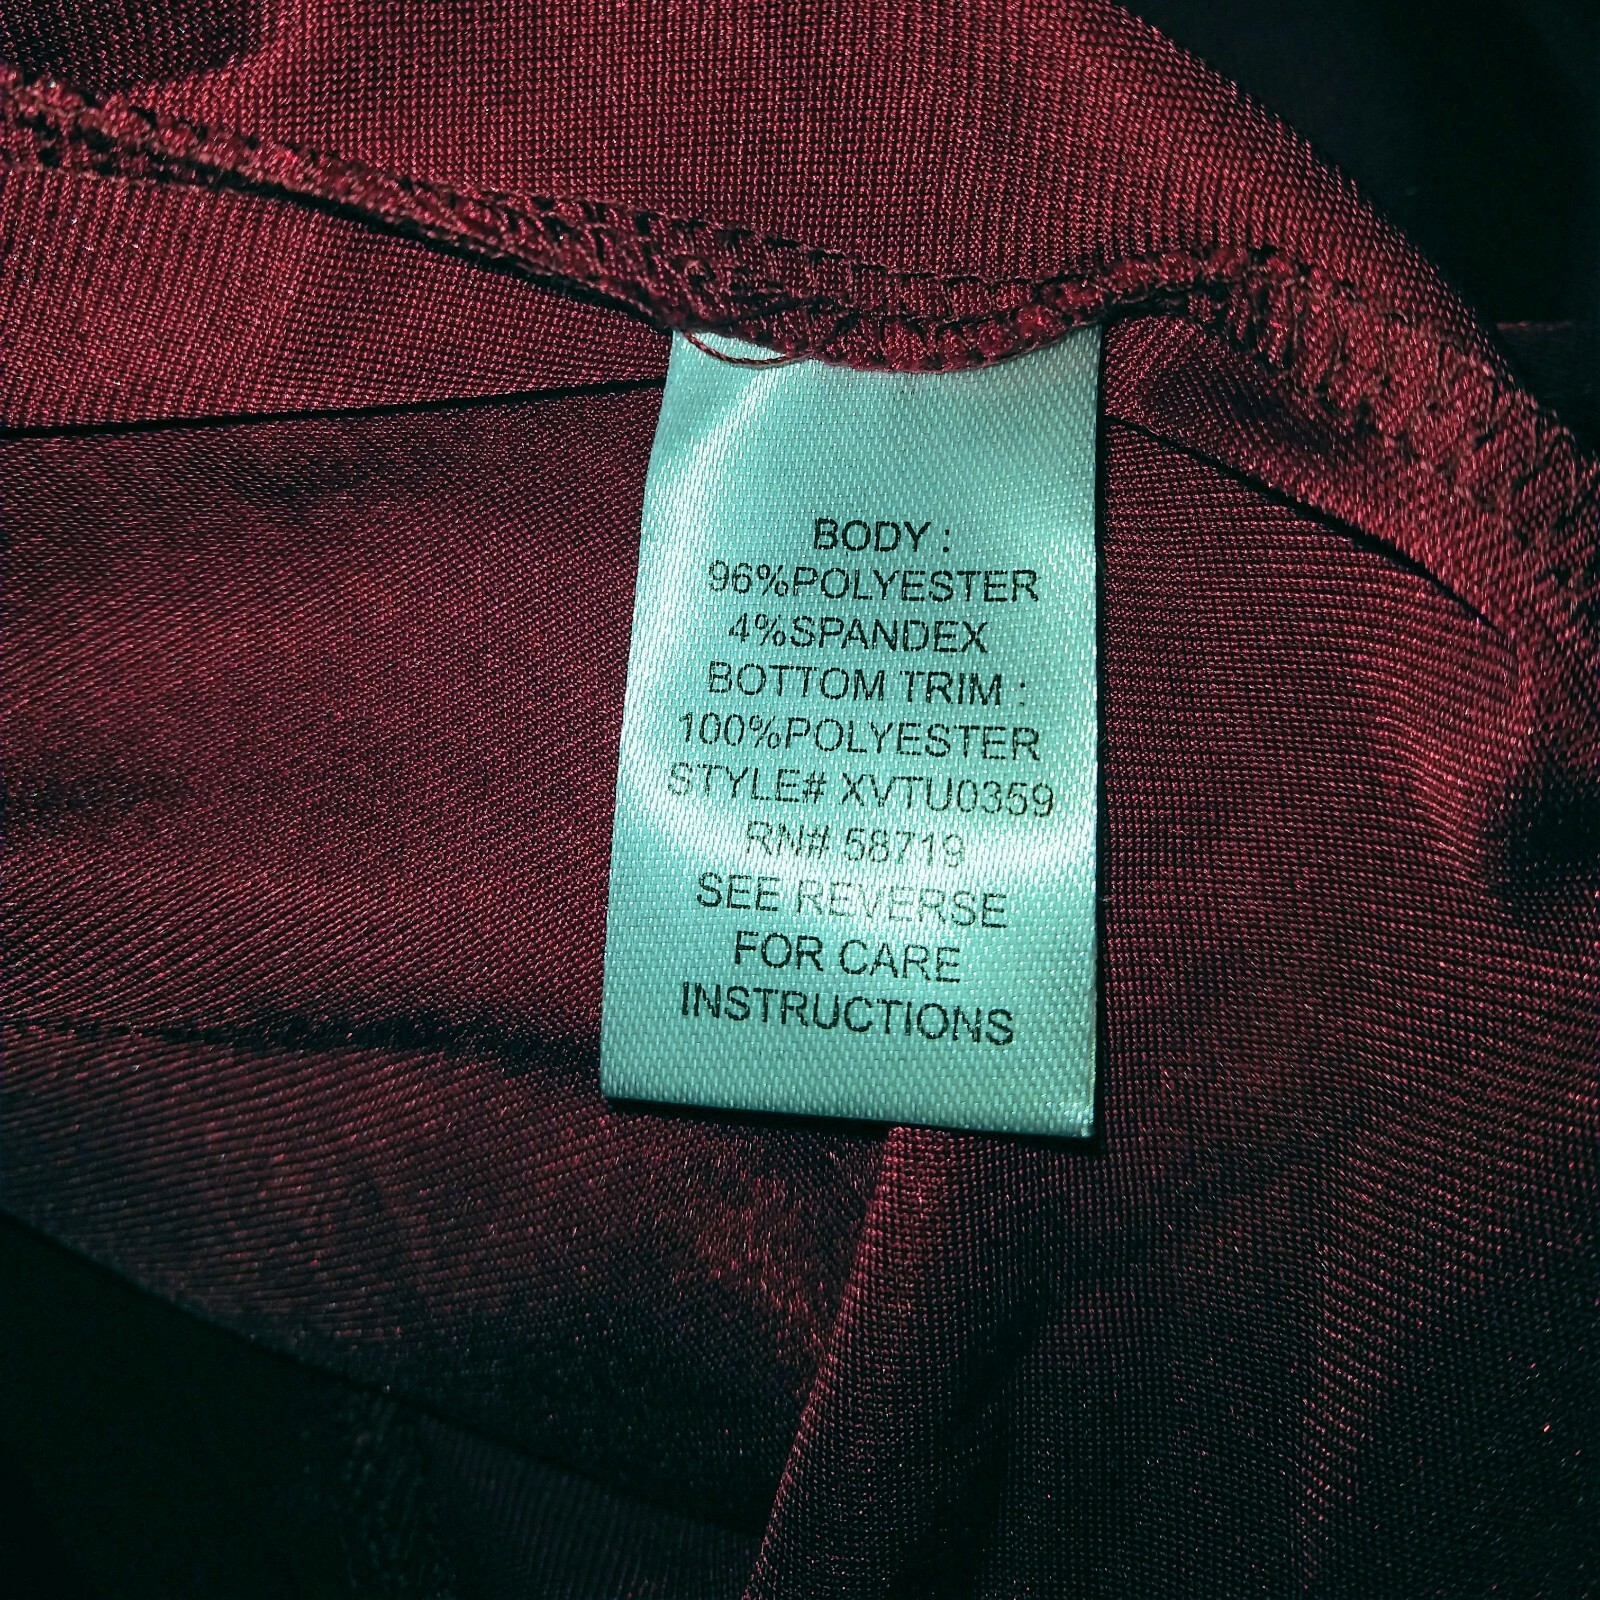 BODY :
96%POLYESTER
4%SPANDEX
BOTTOM TRIM :
100%POLYESTER
STYLE# XVTU0359
RN# 58719
SEE REVERSE
FOR CARE
INSTRUCTIONS